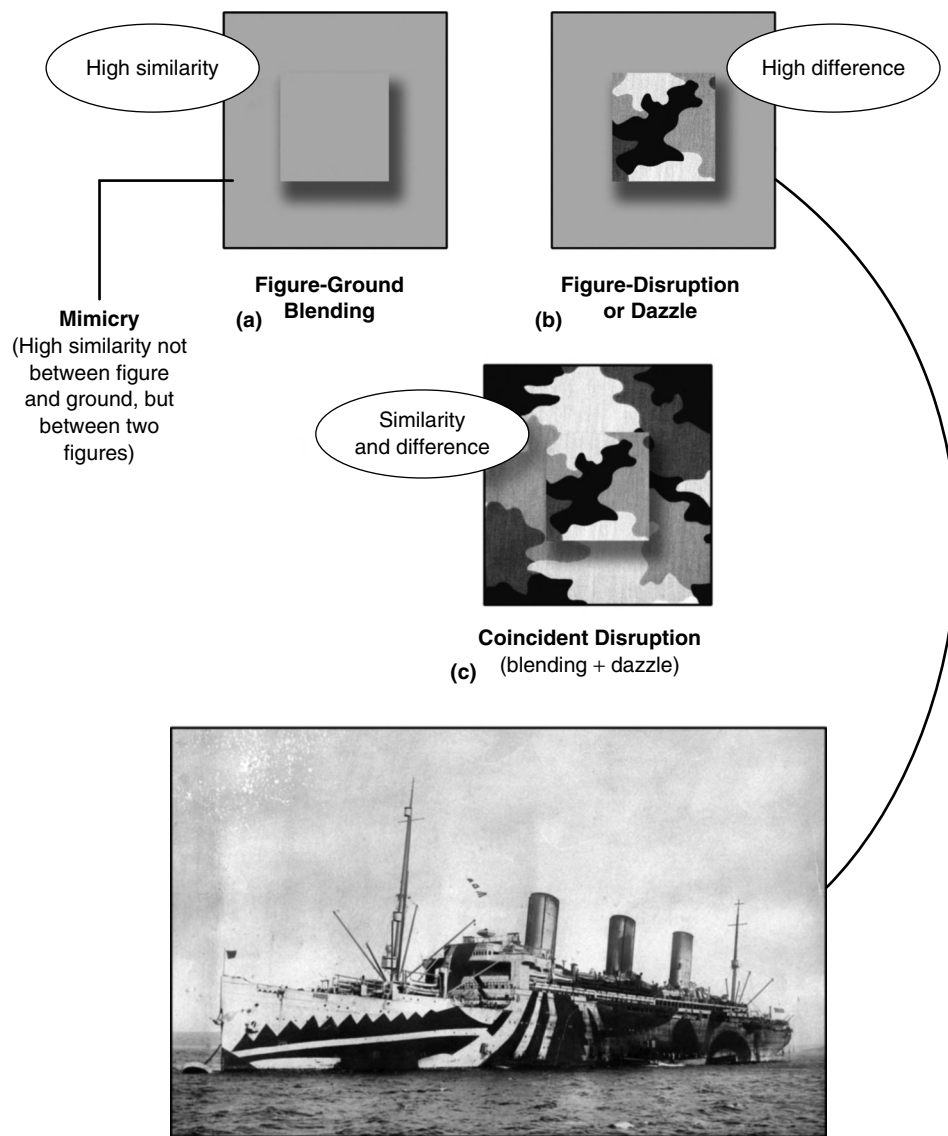 High similarity
High difference
Figure-Ground
Blending
(a)
Figure-Disruption
or Dazzle
(b)
Mimicry
(High similarity not
between figure
and ground, but
between two
figures)
Similarity
and difference
Coincident Disruption
(blending + dazzle)
(c)